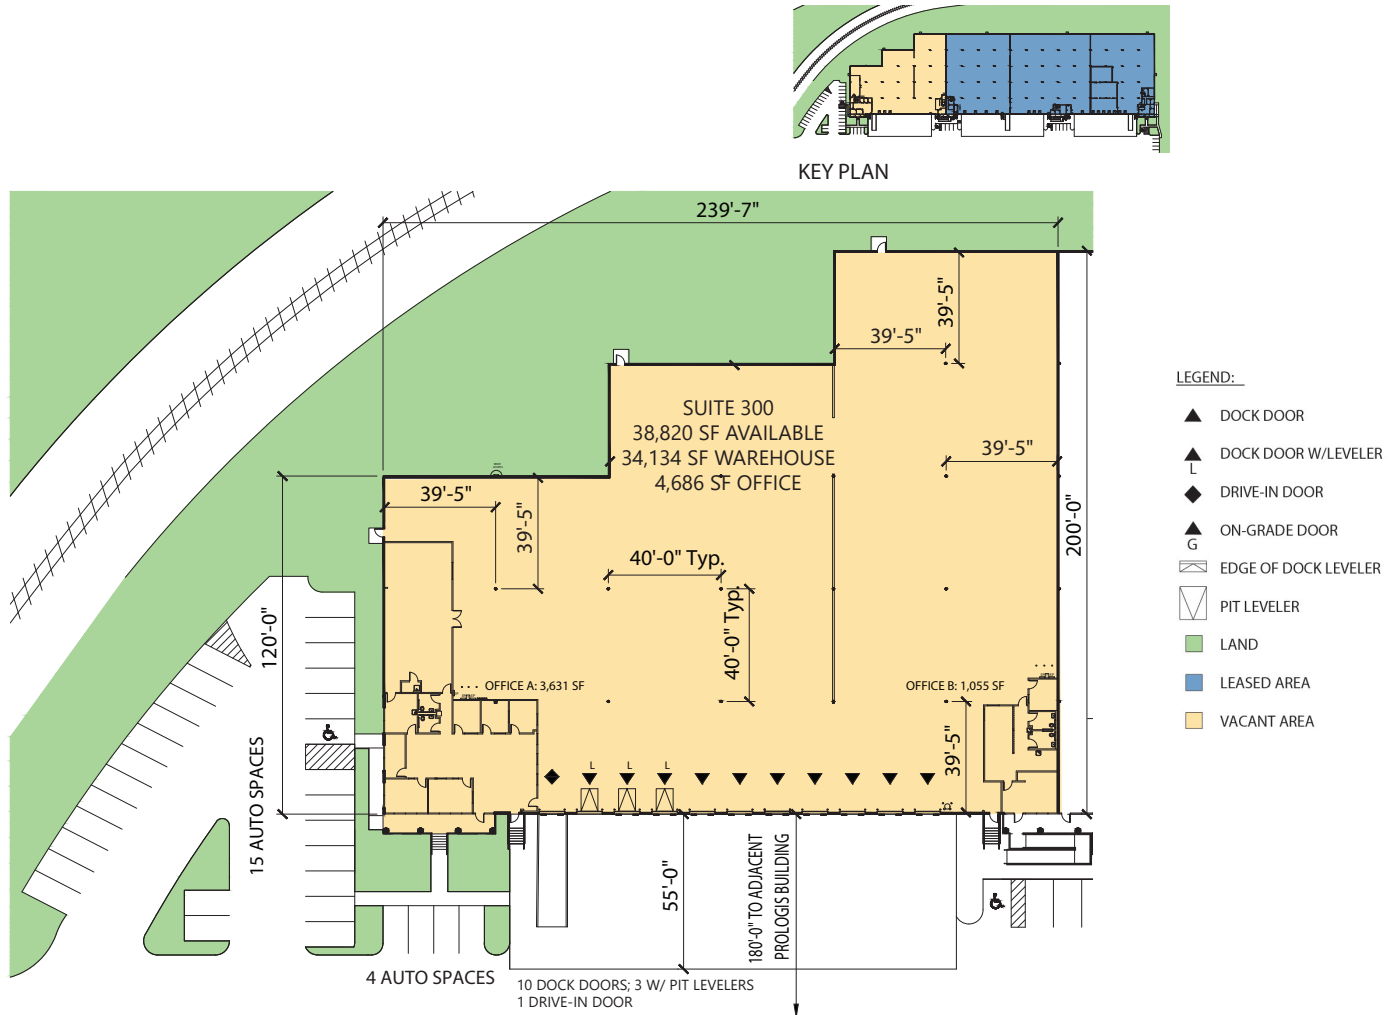 KEY PLAN
239'-7"
39'-5"
39'-5"
SUITE 300
38,820 SF AVAILABLE
34,134 SF WAREHOUSE
4,686 SF OFFICE
39'-5"
39'-5"
39'-5"
200'-0"
40'-0" Typ.
40'-0" Typ.
120'-0"
OFFICE A: 3,631 SF
OFFICE B: 1,055 SF
39'-5"
L
L
L
15 AUTO SPACES
55'-0"
180'-0" TO ADJACENT
PROLOGIS BUILDING
4 AUTO SPACES
10 DOCK DOORS; 3 W/ PIT LEVELERS
1 DRIVE-IN DOOR
LEGEND:
DOCK DOOR
DOCK DOOR W/LEVELER
L
DRIVE-IN DOOR
ON-GRADE DOOR
G
EDGE OF DOCK LEVELER
PIT LEVELER
LAND
LEASED AREA
VACANT AREA